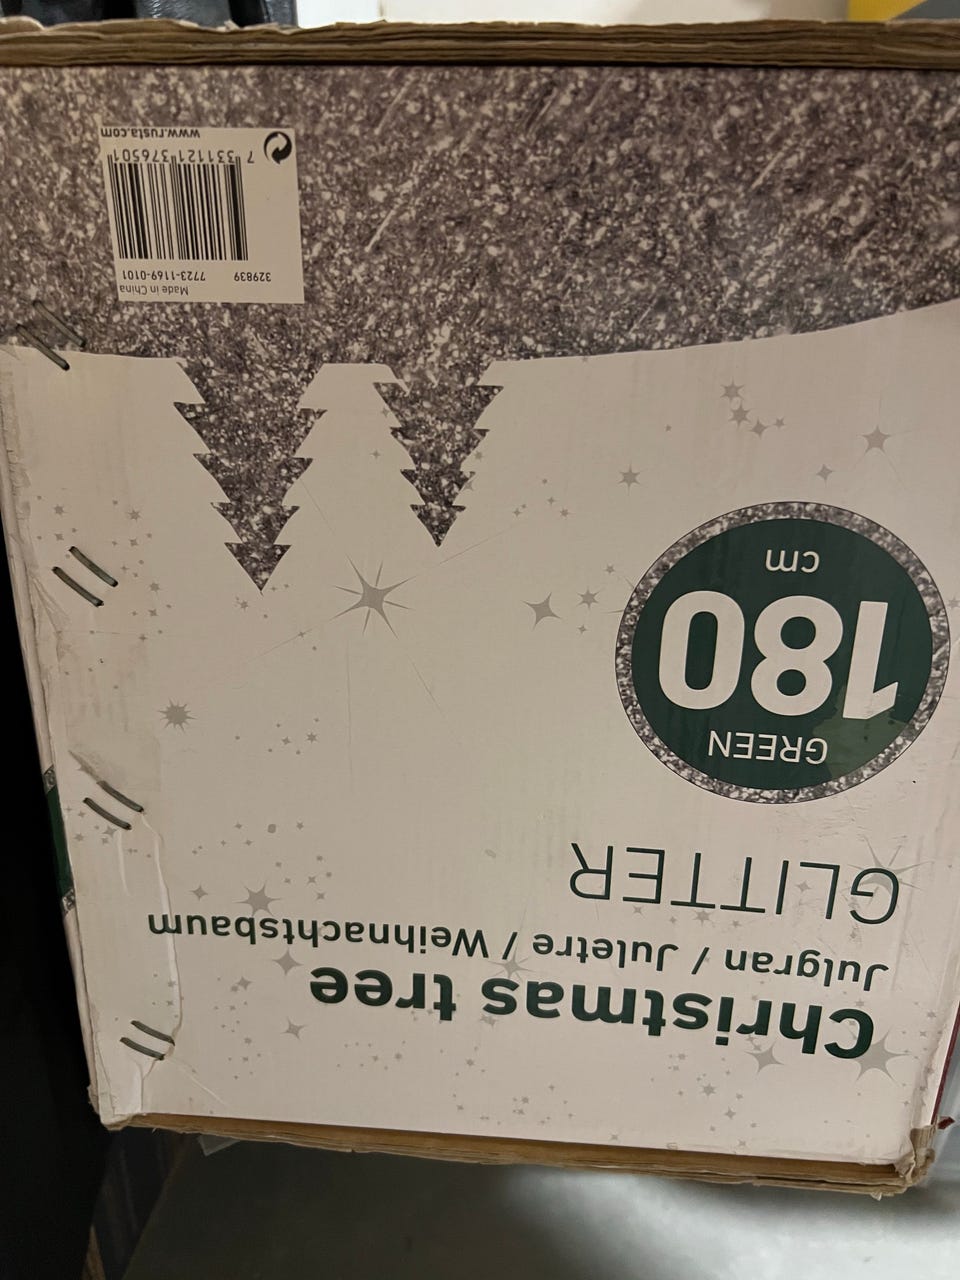 Christmas tree
Julgran / Juletre / Weihnachtsbaum
GLITTER
GREEN
180
cm
Made in China
329839 7723-1169-0101
7 331121 376501
www.rusta.com